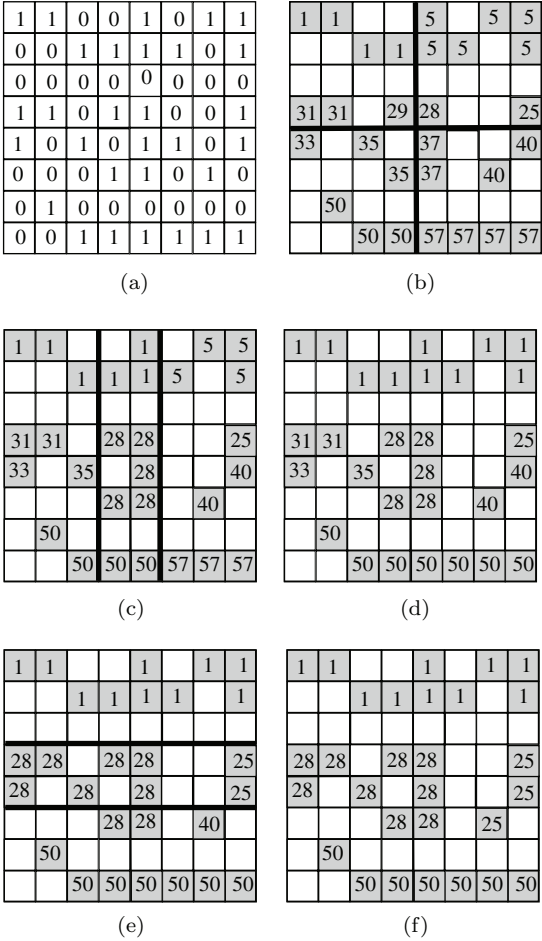 1 1 0 0 1 0 1 1
0 0 1 1 1 1 0 1
0 0 0 0 0 0 0 0
1 1 0 1 1 0 0 1
1 0 1 0 1 1 0 1
0 0 0 1 1 0 1 0
0 1 0 0 0 0 0 0
0 0 1 1 1 1 1 1
(a)
1 1 5 5 5
1 1 5 5 5
31 31 29 28 25
33 35 37 40
35 37 40
50
50 50 57 57 57 57
(b)
1 1 1 5 5
1 1 1 5 5
31 31 28 28 25
33 35 28 40
28 28 40
50
50 50 50 57 57 57
(c)
1 1 1 1 1
1 1 1 1 1
31 31 28 28 25
33 35 28 40
28 28 40
50
50 50 50 50 50 50
(d)
1 1 1 1 1
1 1 1 1 1
28 28 28 28 25
28 28 28 25
28 28 40
50
50 50 50 50 50 50
(e)
1 1 1 1 1
1 1 1 1 1
28 28 28 28 25
28 28 28 25
28 28 25
50
50 50 50 50 50 50
(f)